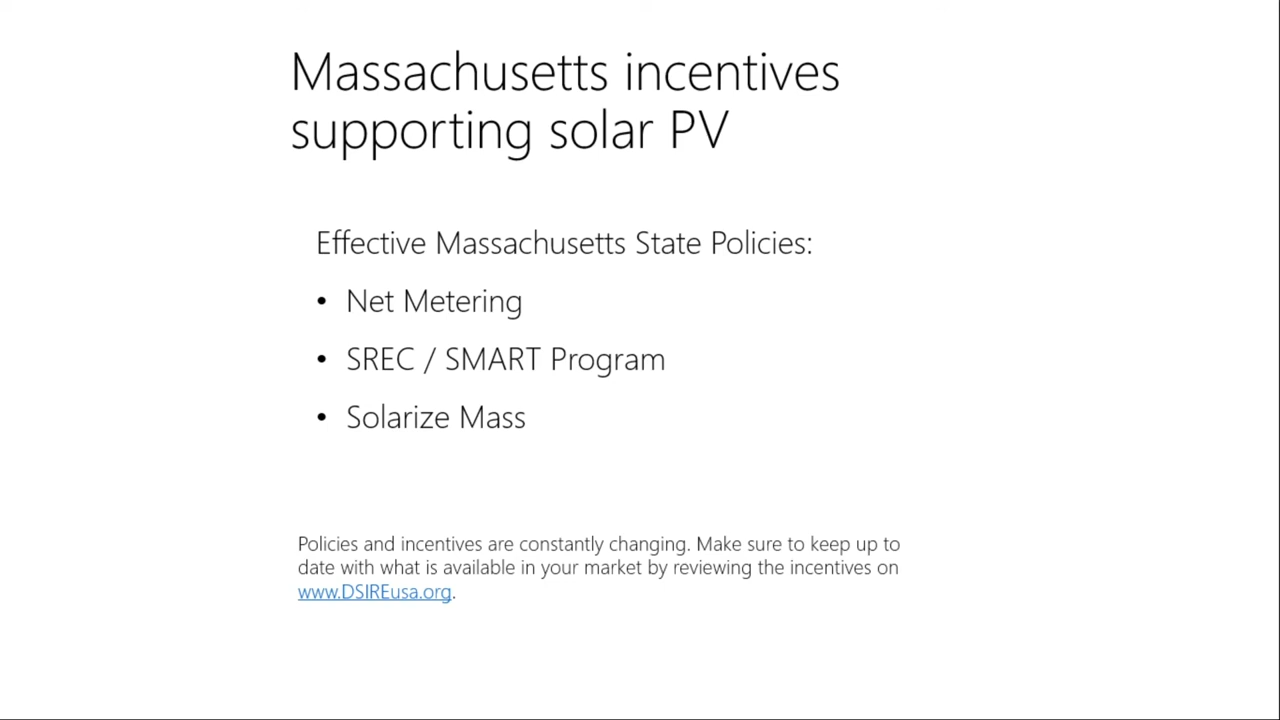 Massachusetts incentives
supporting solar PV
Effective Massachusetts State Policies:
• Net Metering
• SREC / SMART Program
• Solarize Mass
Policies and incentives are constantly changing. Make sure to keep up to
date with what is available in your market by reviewing the incentives on
www.DSIREusa.org.